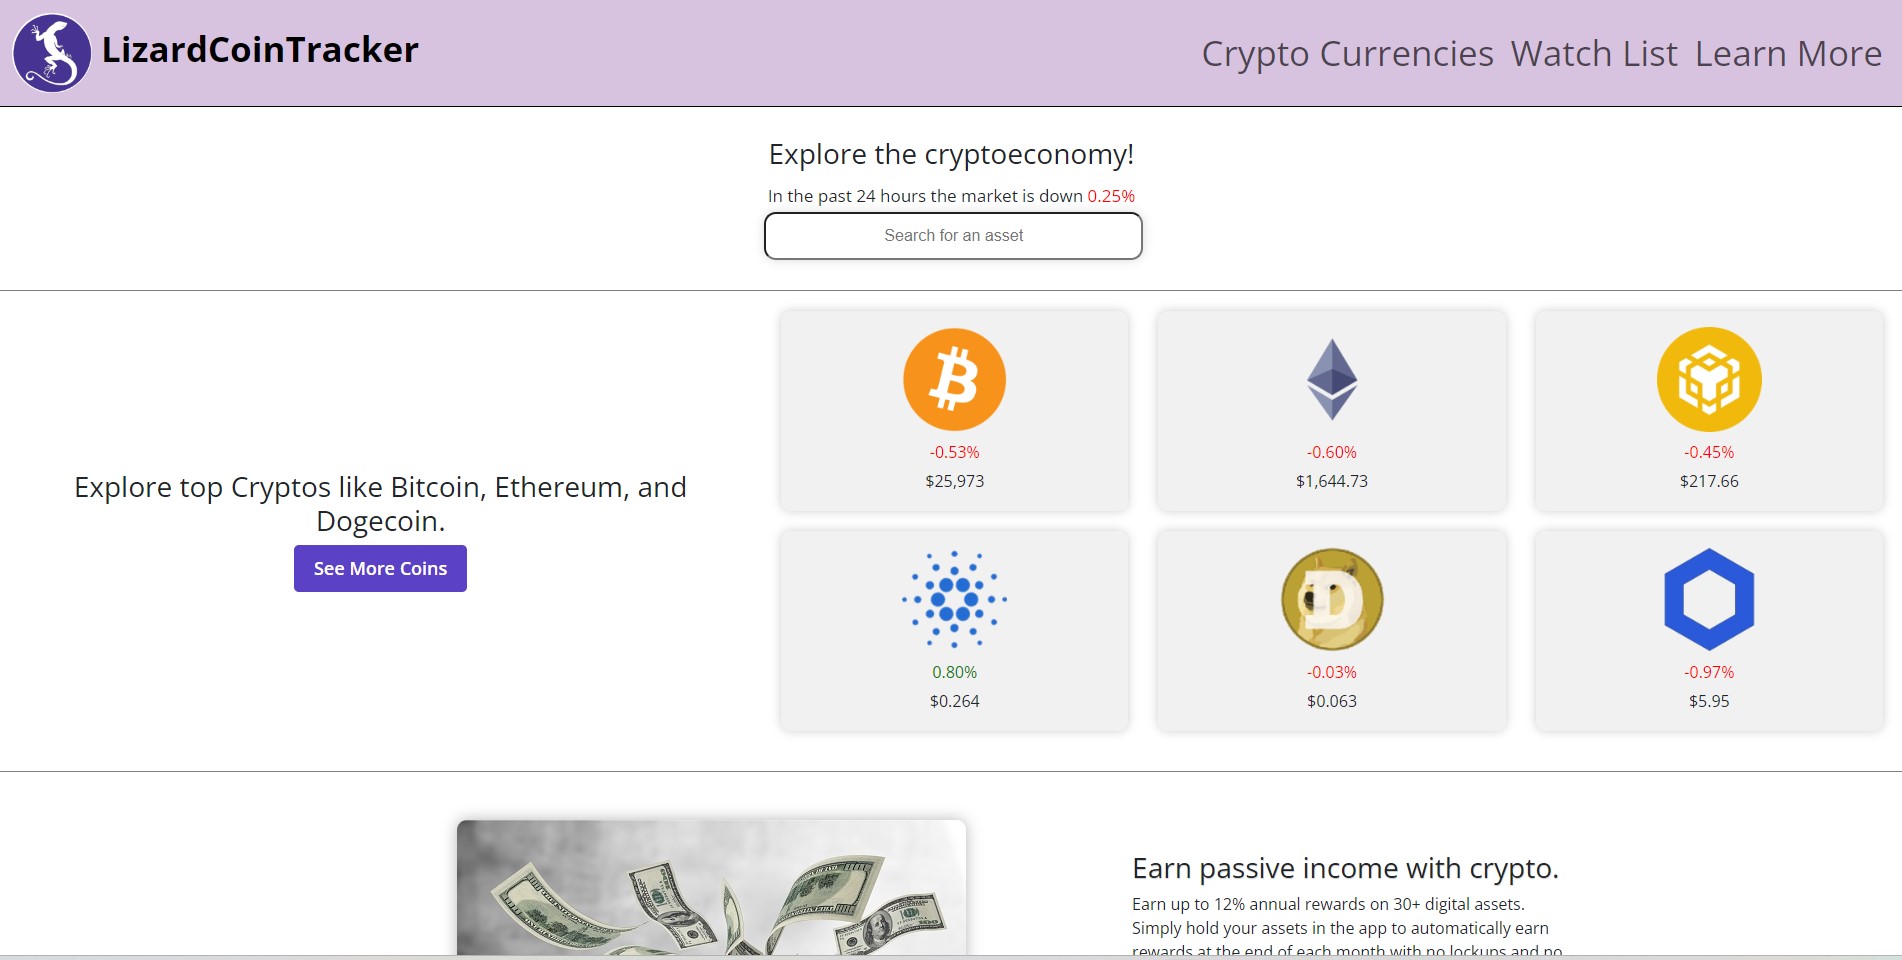 LizardCoinTracker
Crypto Currencies Watch List Learn More
Explore the cryptoeconomy!
In the past 24 hours the market is down 0.25%
Search for an asset
Explore top Cryptos like Bitcoin, Ethereum, and
Dogecoin.
See More Coins
-0.53%
$25,973
-0.60%
$1,644.73
-0.45%
$217.66
0.80%
$0.264
-0.03%
$0.063
-0.97%
$5.95
Earn passive income with crypto.
Earn up to 12% annual rewards on 30+ digital assets.
Simply hold your assets in the app to automatically earn
rewards at the end of each month with no lockups and no